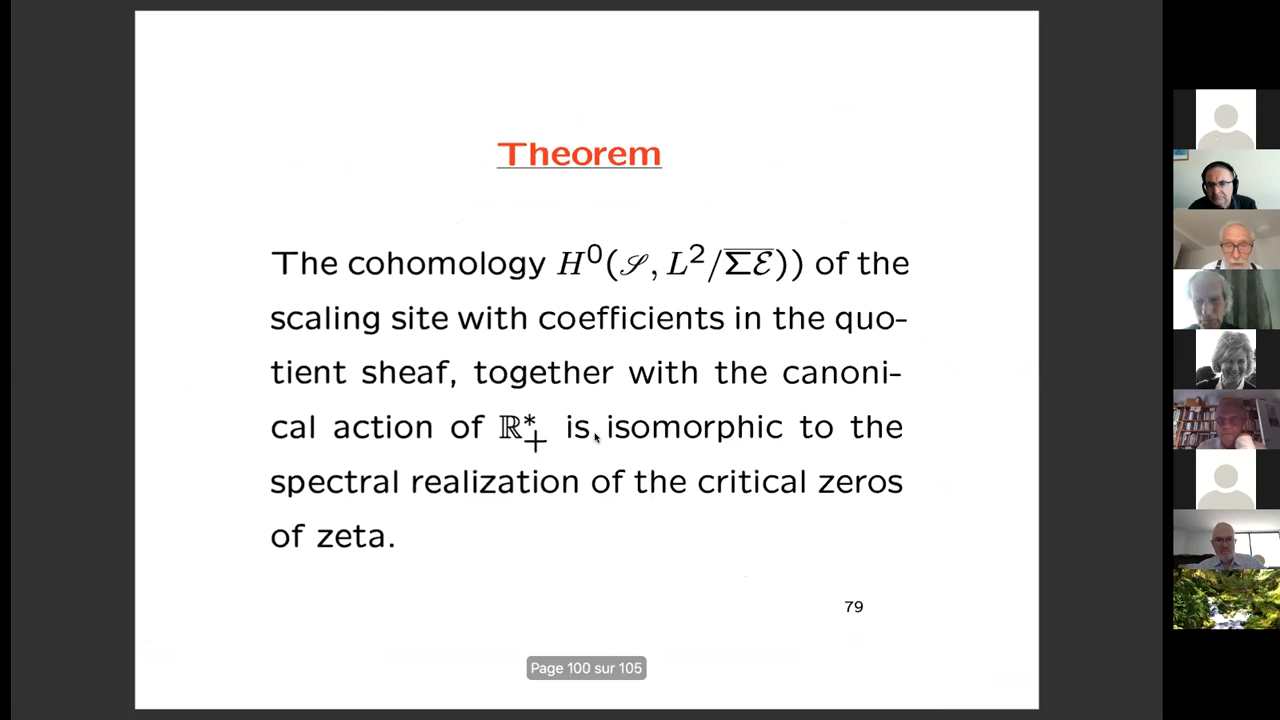 Theorem
The cohomology H⁰(𝒮, L²/\overline{Σℰ})) of the
scaling site with coefficients in the quo-
tient sheaf, together with the canoni-
cal action of ℝ₊* is isomorphic to the
spectral realization of the critical zeros
of zeta.
79
Page 100 sur 105